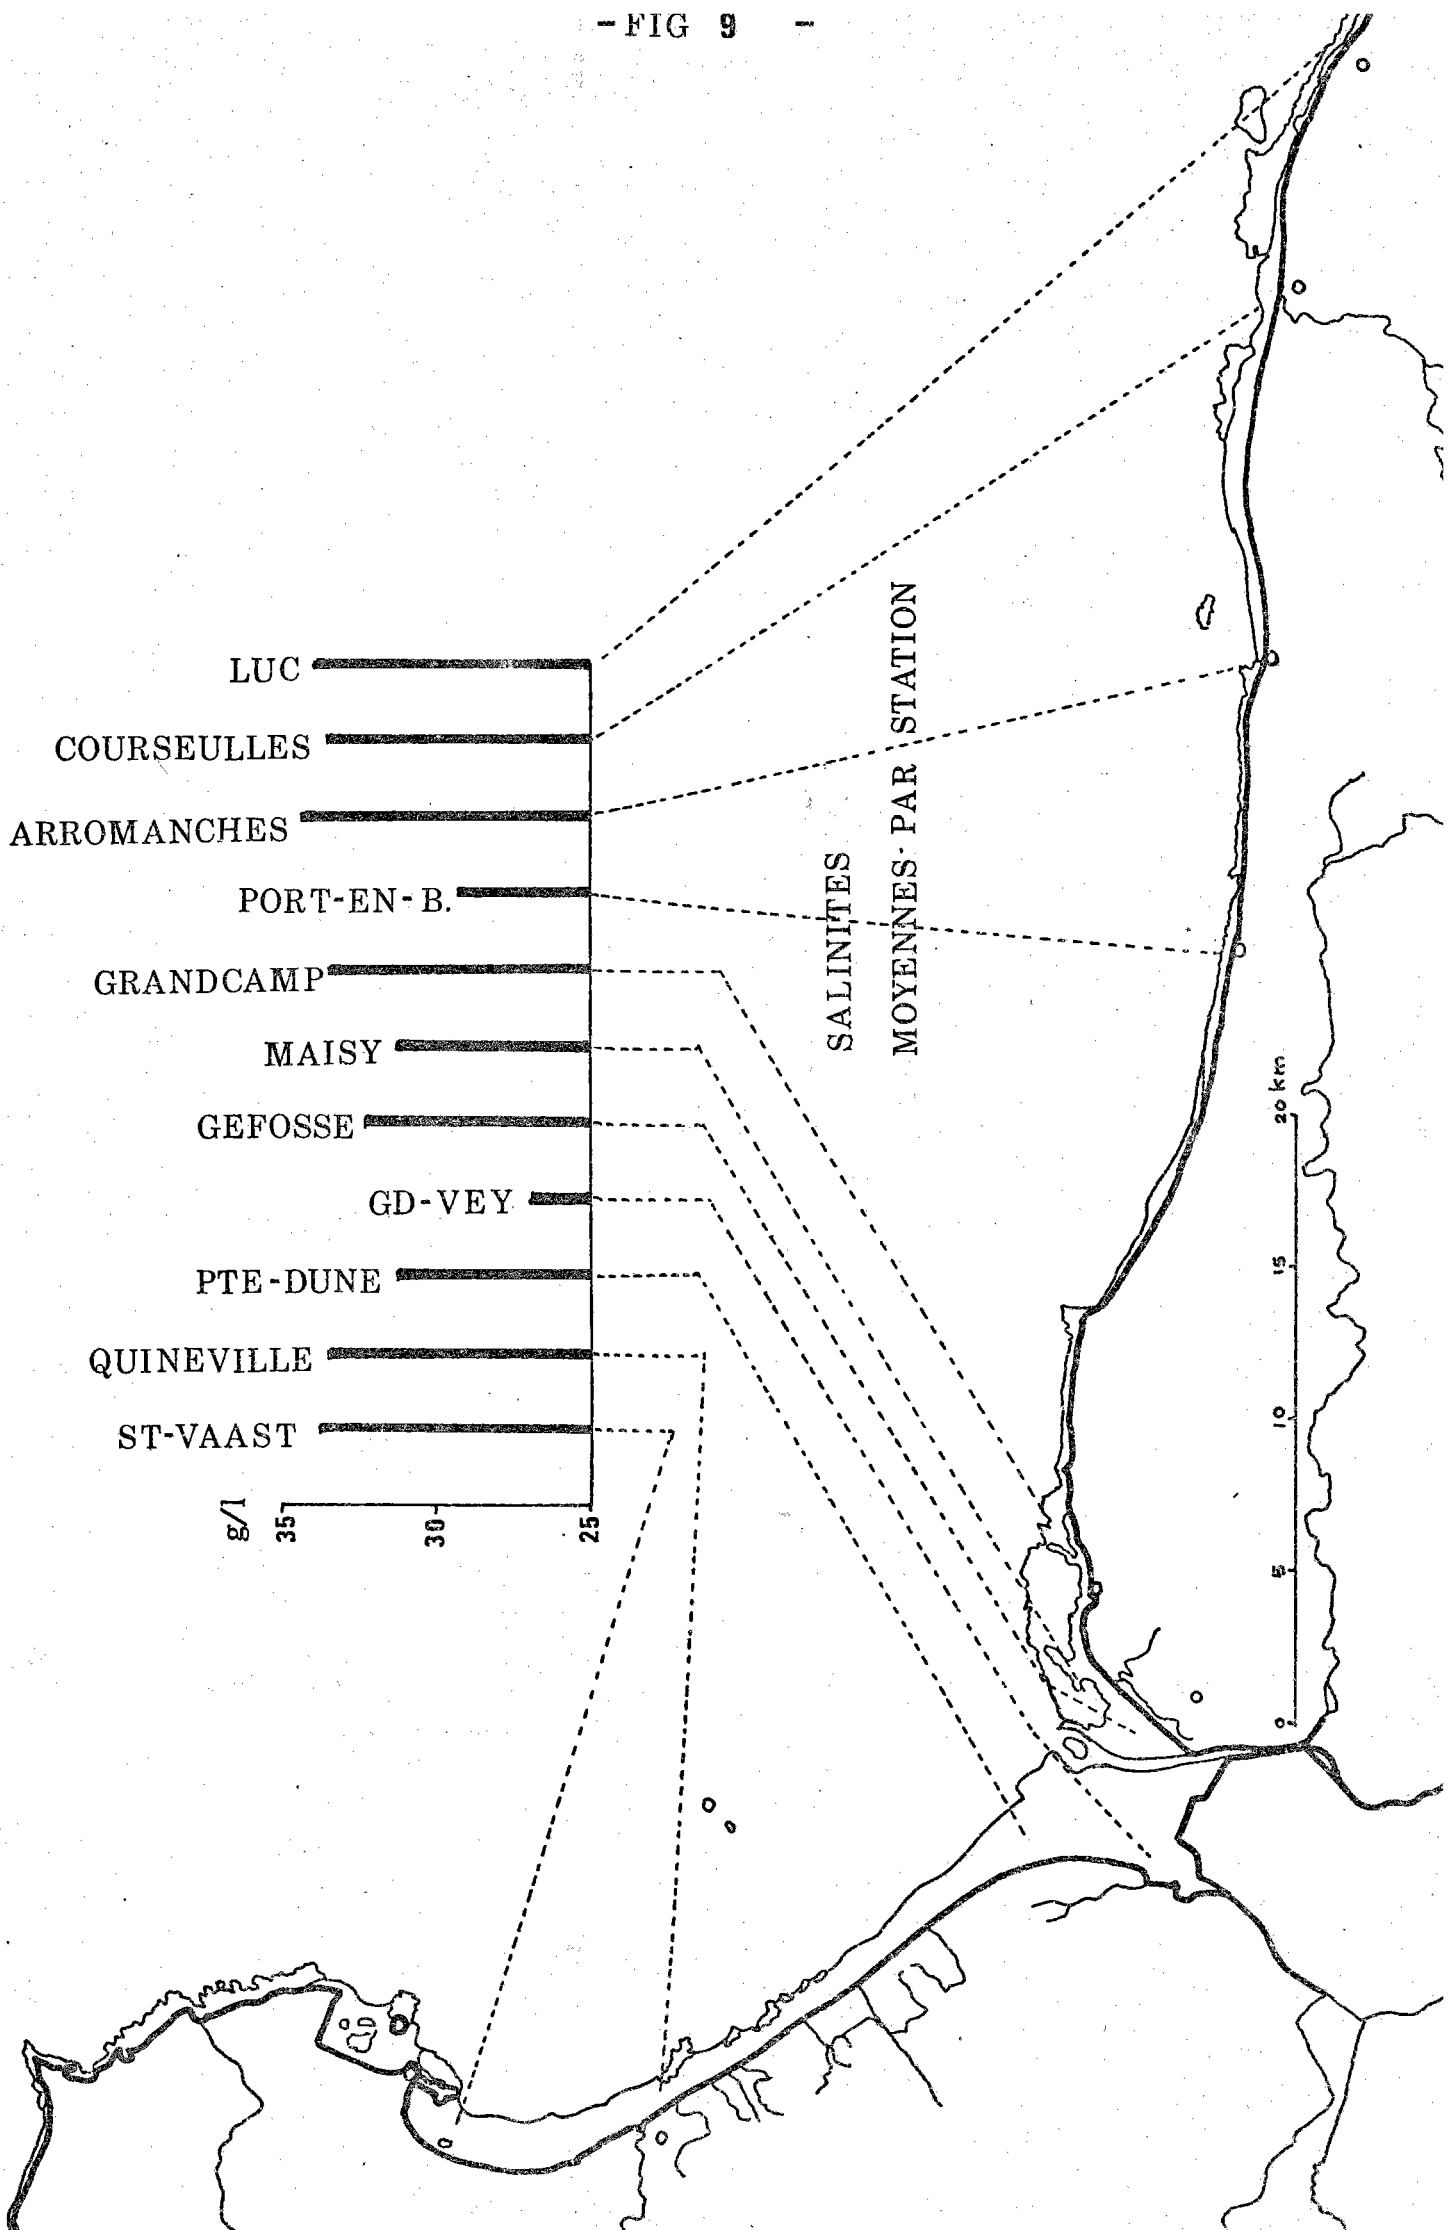 - FIG 9 -
LUC
COURSEULLES
ARROMANCHES
PORT-EN-B.
GRANDCAMP
MAISY
GEFOSSE
GD-VEY
PTE-DUNE
QUINEVILLE
ST-VAAST
g/l
35
30
25
SALINITES
MOYENNES·PAR STATION
20 km
15
10
5
0